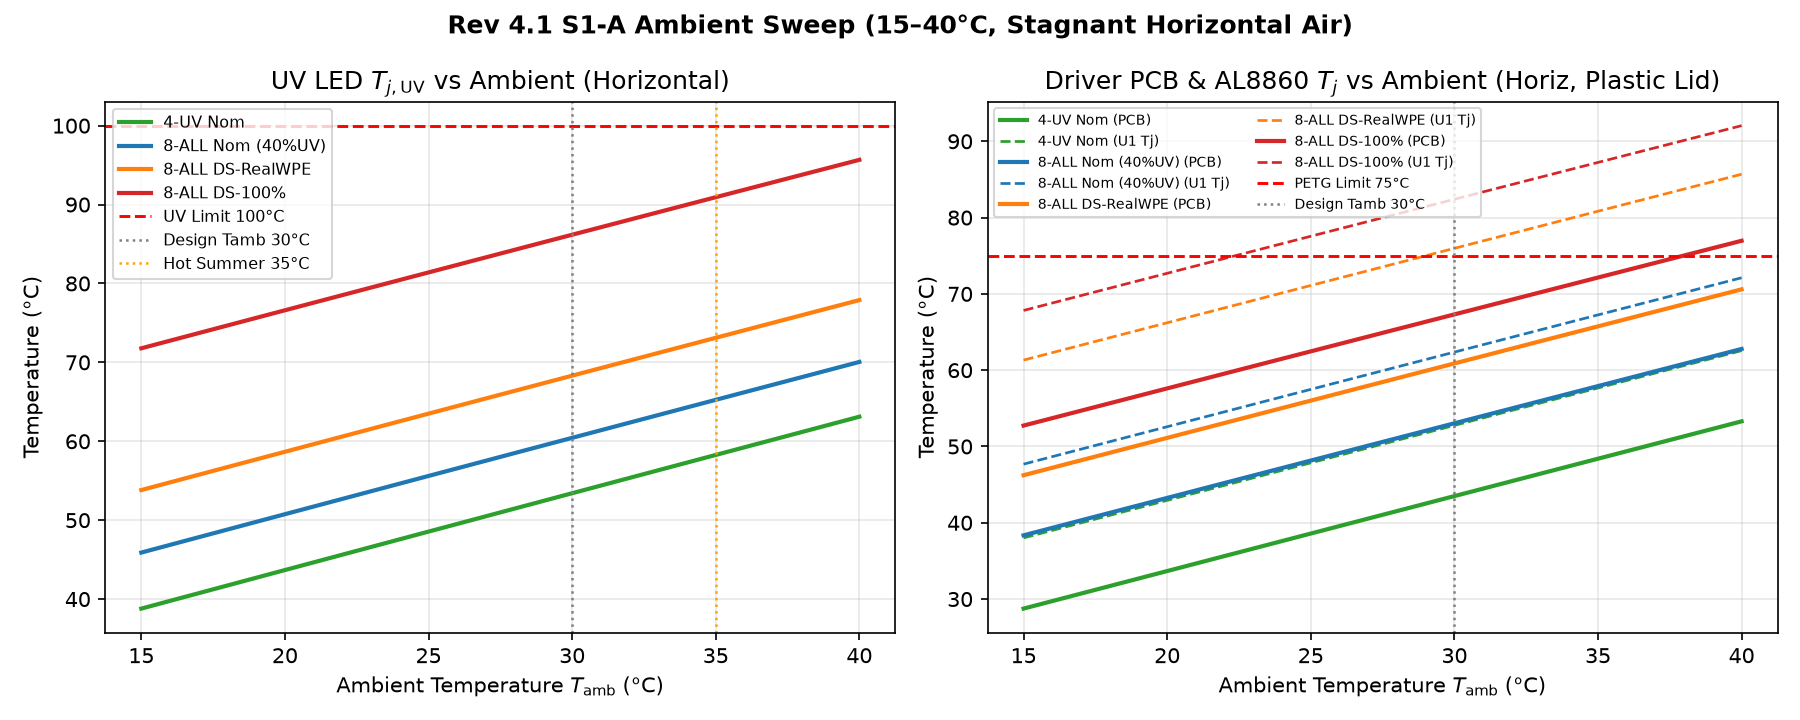 Rev 4.1 S1-A Ambient Sweep (15–40°C, Stagnant Horizontal Air)
UV LED Tj, UV vs Ambient (Horizontal)
4-UV Nom
8-ALL Nom (40%UV)
8-ALL DS-RealWPE
8-ALL DS-100%
UV Limit 100°C
Design Tamb 30°C
Hot Summer 35°C
Temperature (°C)
100
90
80
70
60
50
40
15 20 25 30 35 40
Ambient Temperature Tamb (°C)
Driver PCB & AL8860 Tj vs Ambient (Horiz, Plastic Lid)
4-UV Nom (PCB)
4-UV Nom (U1 Tj)
8-ALL Nom (40%UV) (PCB)
8-ALL Nom (40%UV) (U1 Tj)
8-ALL DS-RealWPE (PCB)
8-ALL DS-RealWPE (U1 Tj)
8-ALL DS-100% (PCB)
8-ALL DS-100% (U1 Tj)
PETG Limit 75°C
Design Tamb 30°C
Temperature (°C)
90
80
70
60
50
40
30
15 20 25 30 35 40
Ambient Temperature Tamb (°C)